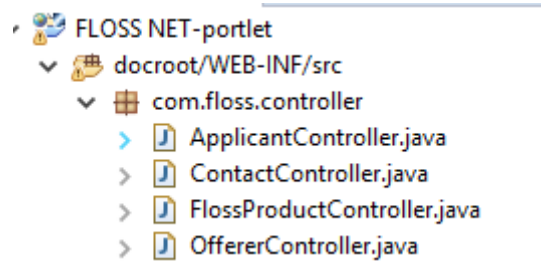 FLOSS NET-portlet
docroot/WEB-INF/src
com.floss.controller
ApplicantController.java
ContactController.java
FlossProductController.java
OffererController.java